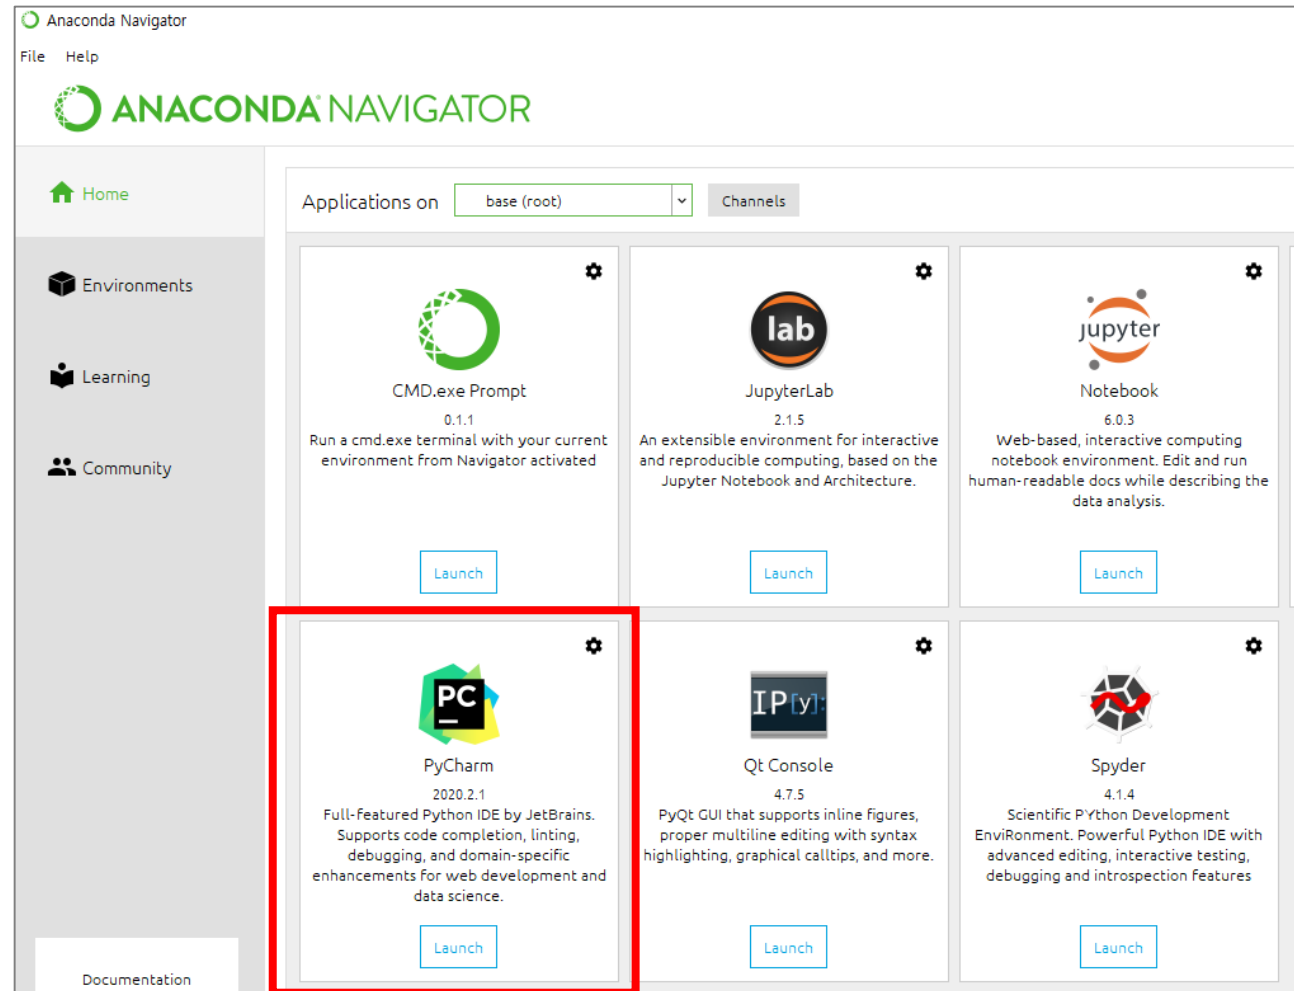 Anaconda Navigator
File Help
ANACONDA NAVIGATOR
Home
Environments
Learning
Community
Documentation
Applications on base (root) Channels
CMD.exe Prompt
0.1.1
Run a cmd.exe terminal with your current
environment from Navigator activated
Launch
lab
JupyterLab
2.1.5
An extensible environment for interactive
and reproducible computing, based on the
Jupyter Notebook and Architecture.
Launch
jupyter
Notebook
6.0.3
Web-based, interactive computing
notebook environment. Edit and run
human-readable docs while describing the
data analysis.
Launch
PC
PyCharm
2020.2.1
Full-featured Python IDE by JetBrains.
Supports code completion, linting,
debugging, and domain-specific
enhancements for web development and
data science.
Launch
IP[y]:
Qt Console
4.7.5
PyQt GUI that supports inline figures,
proper multiline editing with syntax
highlighting, graphical calltips, and more.
Launch
Spyder
4.1.4
Scientific PYthon Development
EnviRonment. Powerful Python IDE with
advanced editing, interactive testing,
debugging and introspection features
Launch